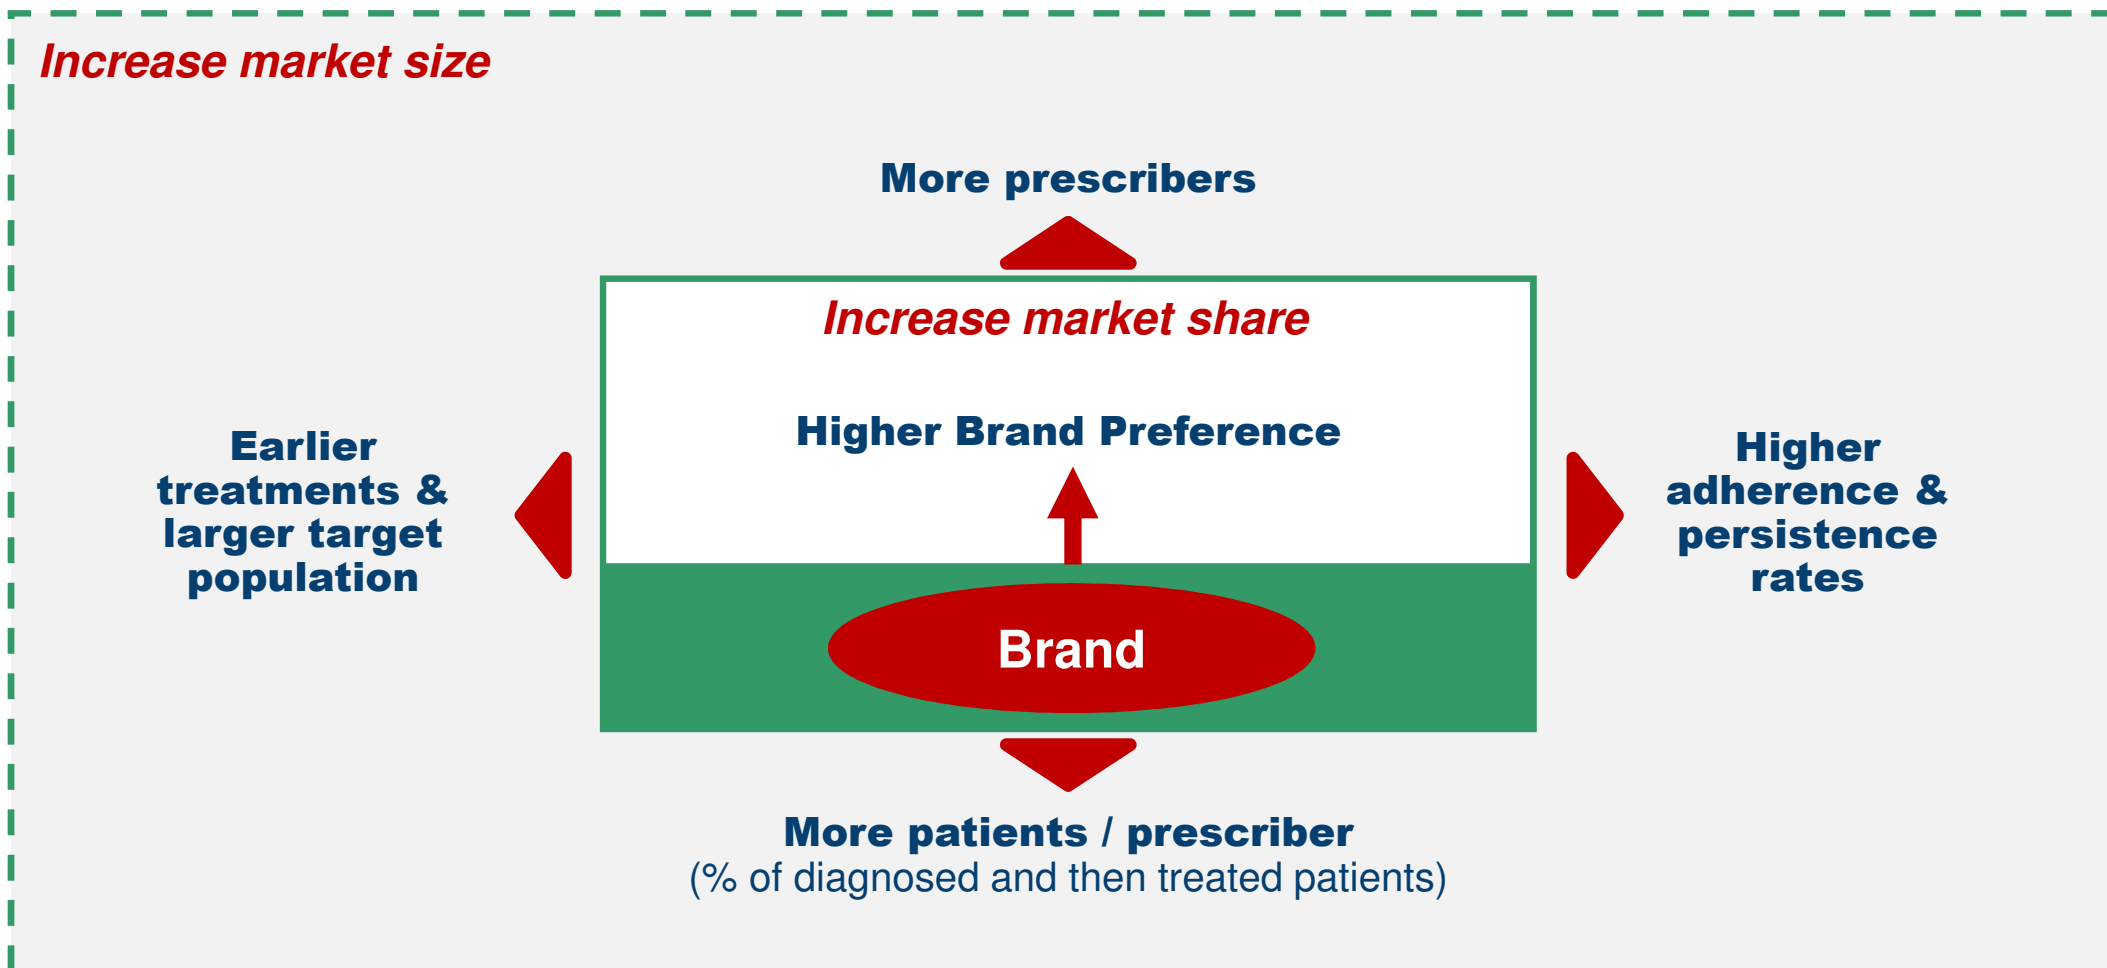 Increase market size
More prescribers
Increase market share
Higher Brand Preference
Earlier
treatments &
larger target
population
Higher
adherence &
persistence
rates
Brand
More patients / prescriber
(% of diagnosed and then treated patients)